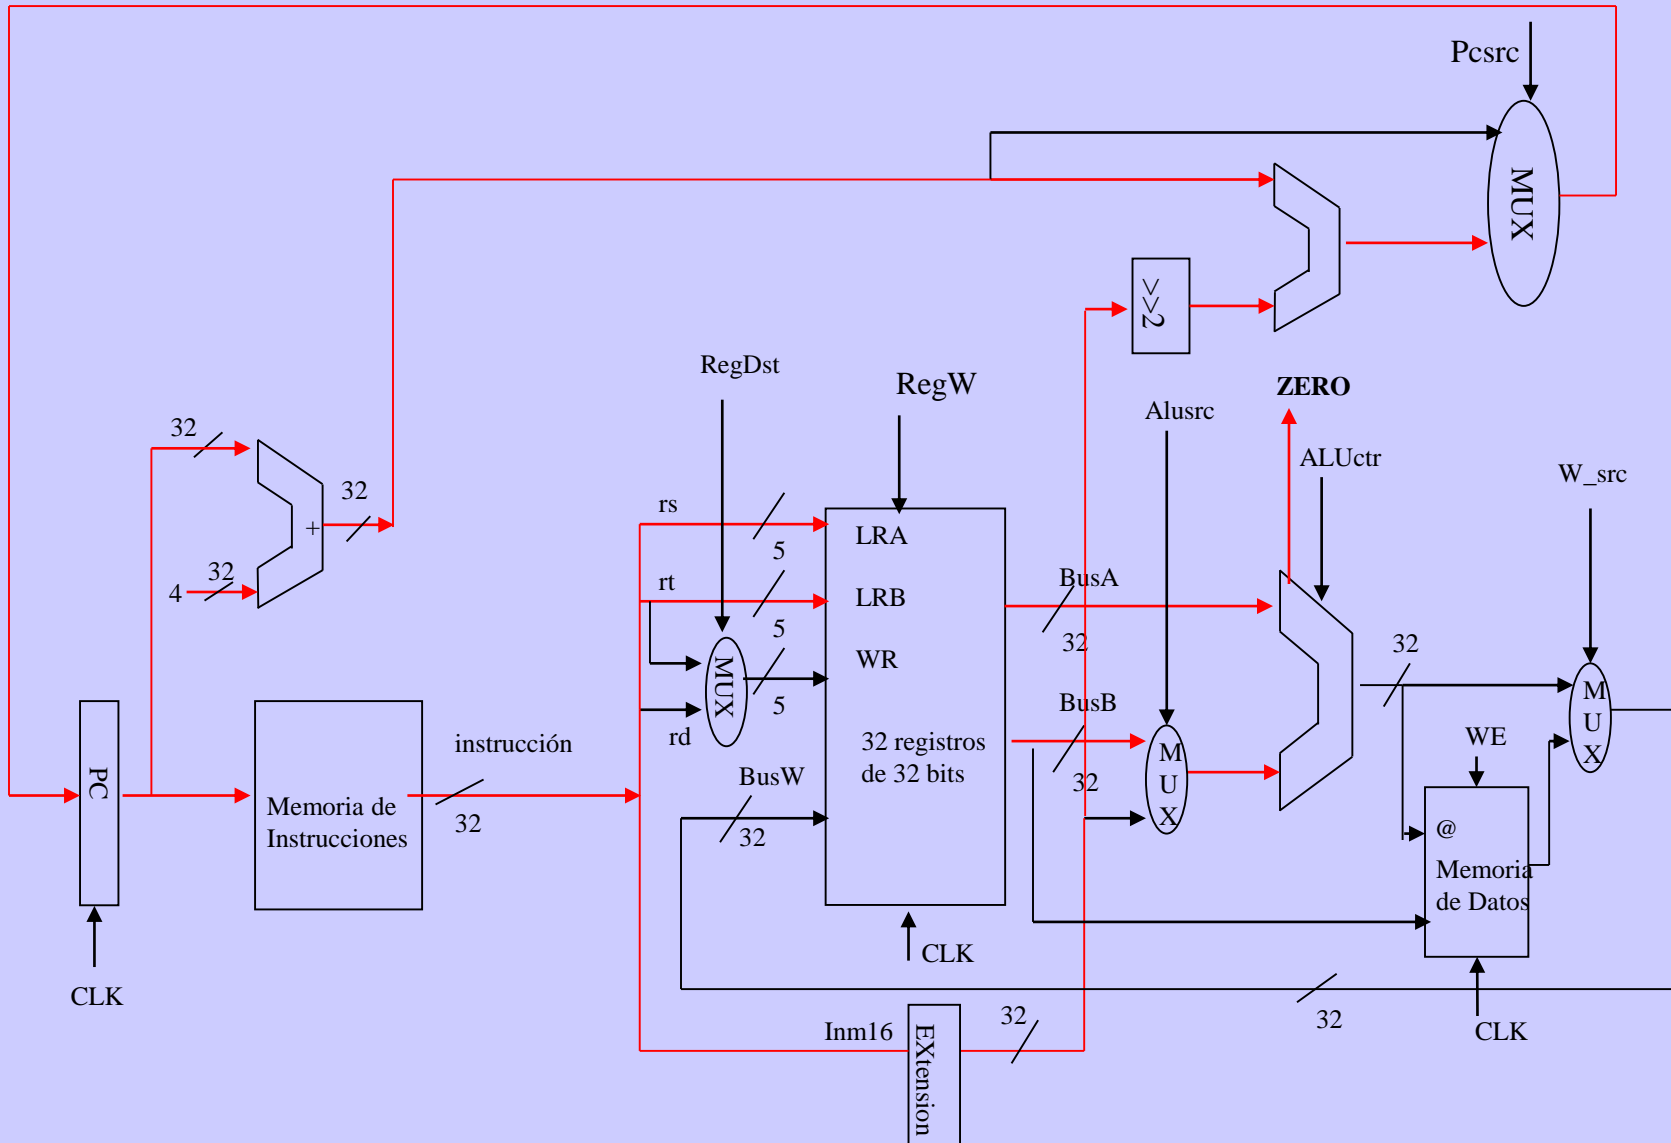 Pcsrc
MUX
>>2
RegDst
RegW
ZERO
Alusrc
ALUctr
W_src
32
32
+
4
32
rs
5
LRA
rt
5
LRB
BusA
32
MUX
5
WR
rd
BusB
32
MUX
32
MUX
WE
PC
instrucción
32
Memoria de
Instrucciones
BusW
32
32 registros
de 32 bits
@
Memoria
de Datos
CLK
CLK
CLK
Inm16
EXtension
32
32